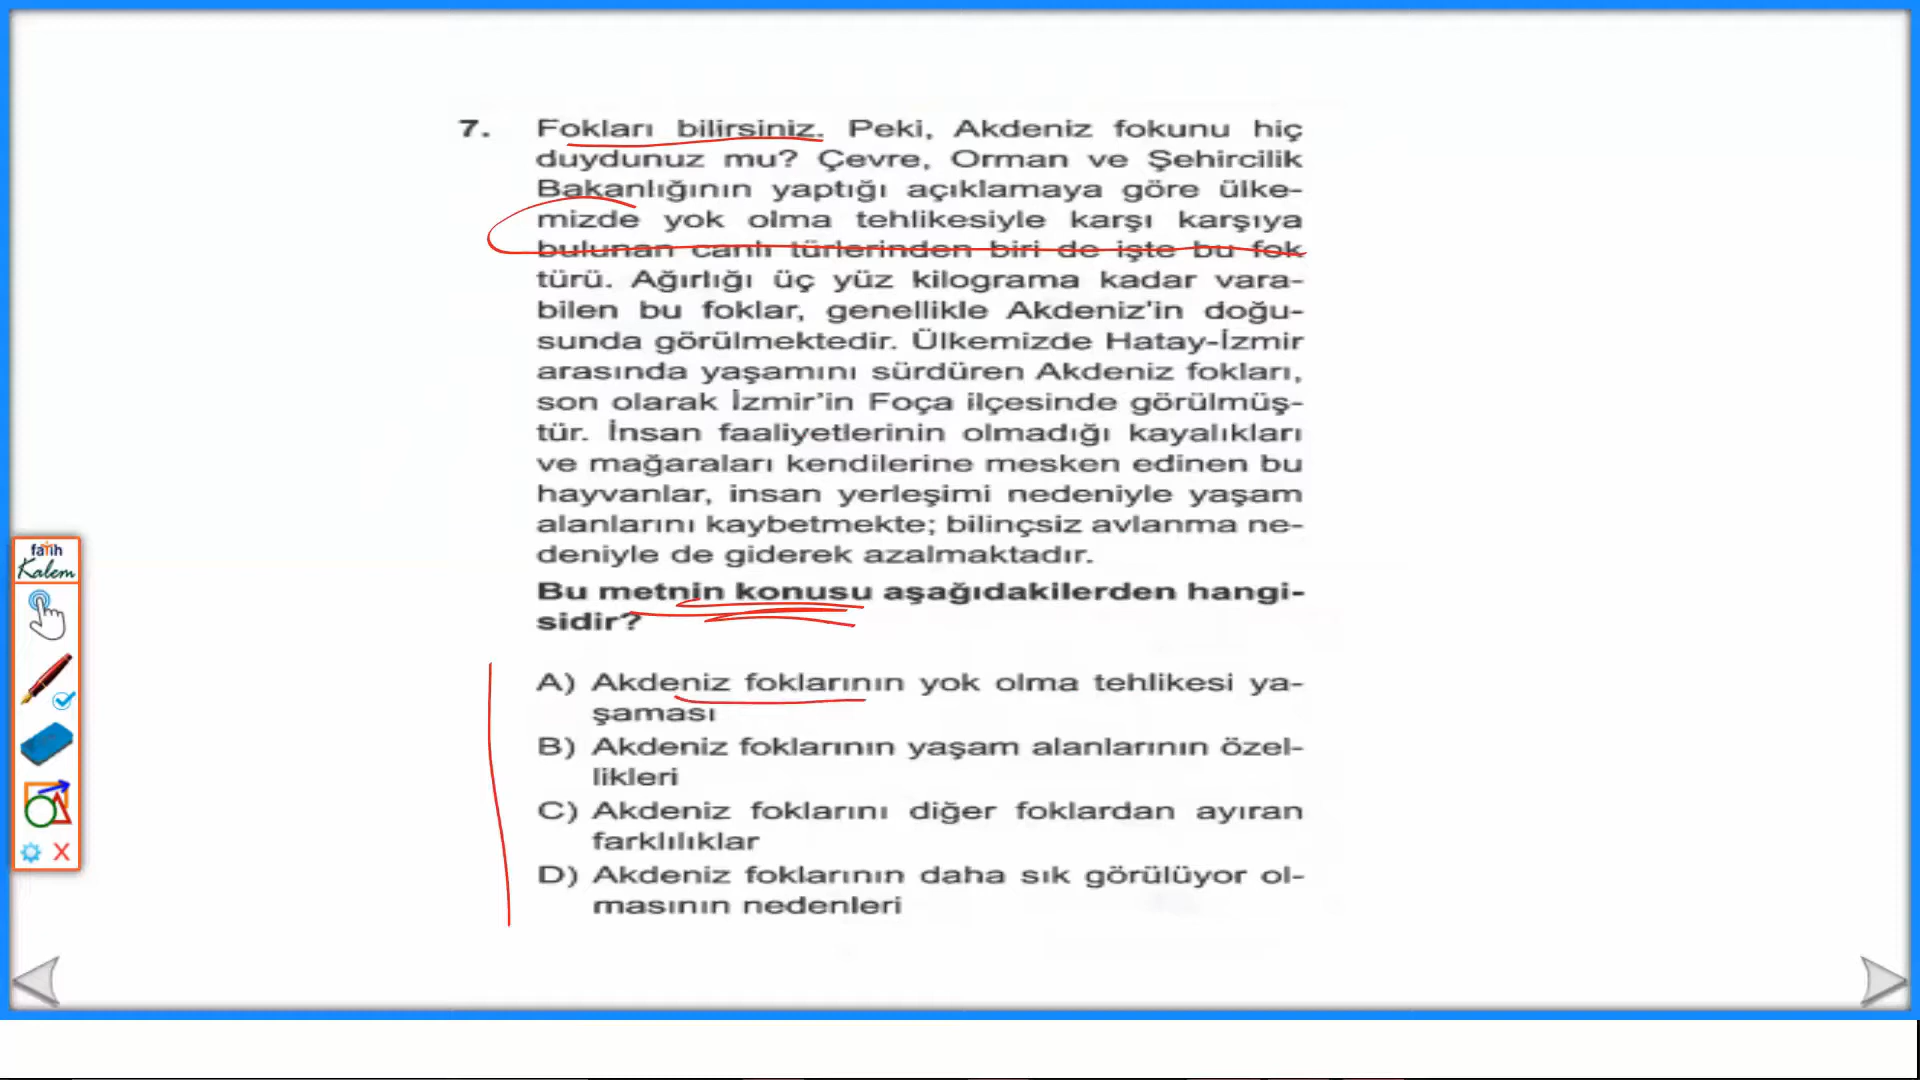 7. Fokları bilirsiniz. Peki, Akdeniz fokunu hiç
duydunuz mu? Çevre, Orman ve Şehircilik
Bakanlığının yaptığı açıklamaya göre ülke-
mizde yok olma tehlikesiyle karşı karşıya
bulunan canlı türlerinden biri de işte bu fok
türü. Ağırlığı üç yüz kilograma kadar vara-
bilen bu foklar, genellikle Akdeniz'in doğu-
sunda görülmektedir. Ülkemizde Hatay-İzmir
arasında yaşamını sürdüren Akdeniz fokları,
son olarak İzmir'in Foça ilçesinde görülmüş-
tür. İnsan faaliyetlerinin olmadığı kayalıkları
ve mağaraları kendilerine mesken edinen bu
hayvanlar, insan yerleşimi nedeniyle yaşam
alanlarını kaybetmekte; bilinçsiz avlanma ne-
deniyle de giderek azalmaktadır.
Bu metnin konusu aşağıdakilerden hangi-
sidir?
A) Akdeniz foklarının yok olma tehlikesi ya-
şaması
B) Akdeniz foklarının yaşam alanlarının özel-
likleri
C) Akdeniz foklarını diğer foklardan ayıran
farklılıklar
D) Akdeniz foklarının daha sık görülüyor ol-
masının nedenleri
fatih
Kalem
X